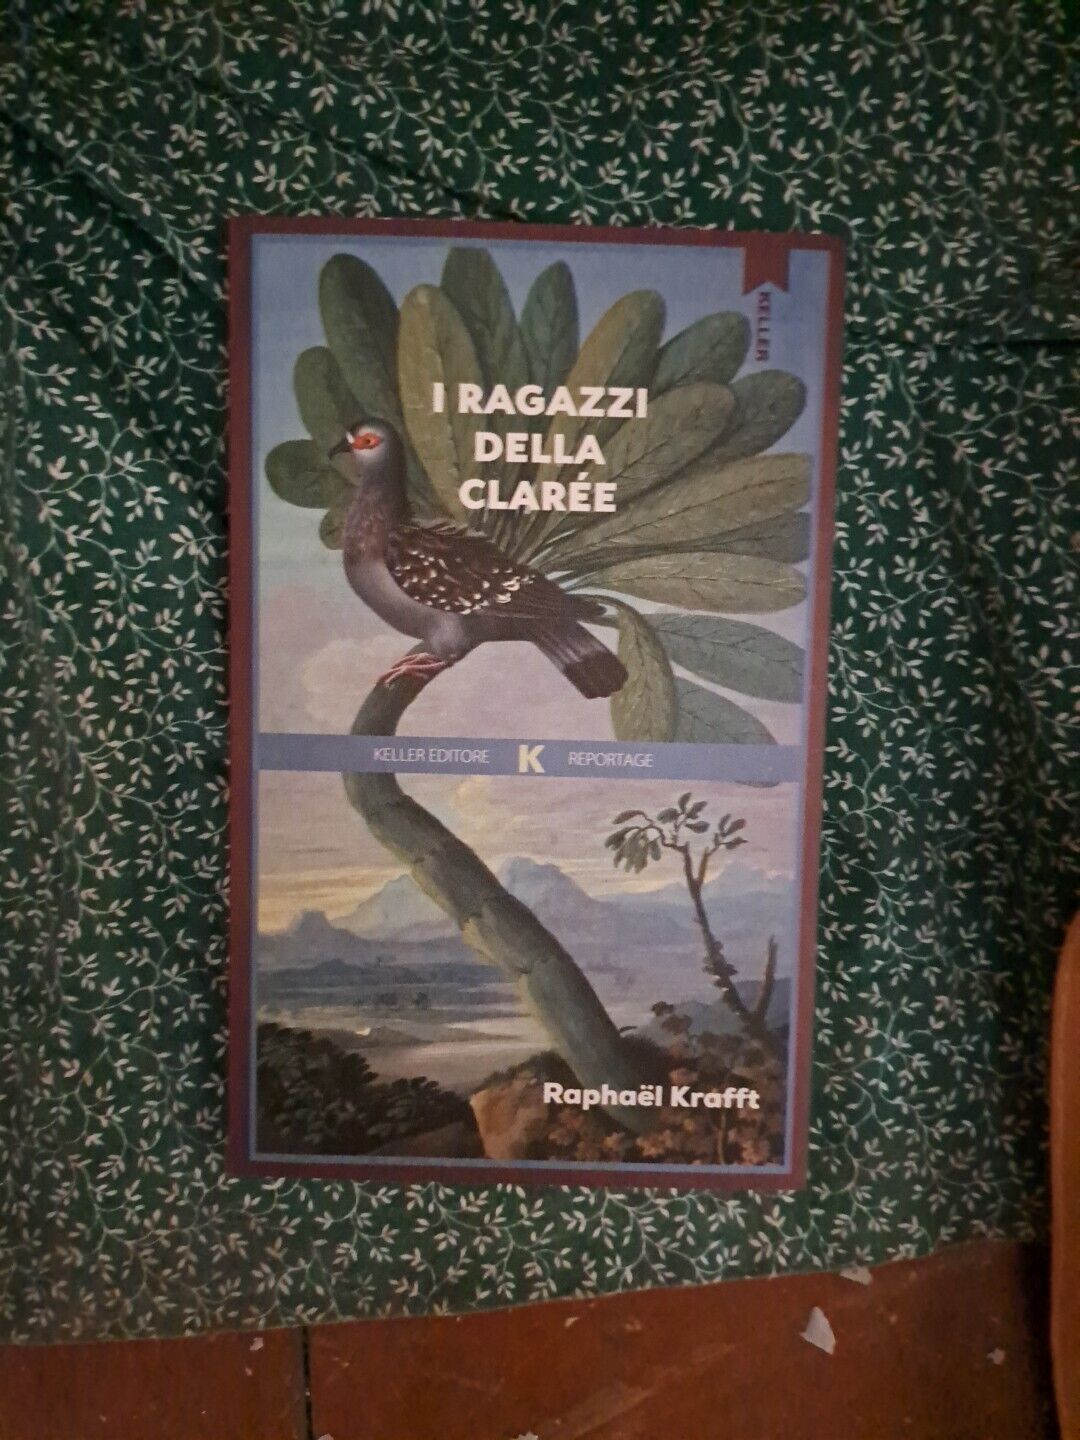 KELLER
I RAGAZZI
DELLA
CLARÉE
KELLER EDITORE K REPORTAGE
Raphaël Krafft